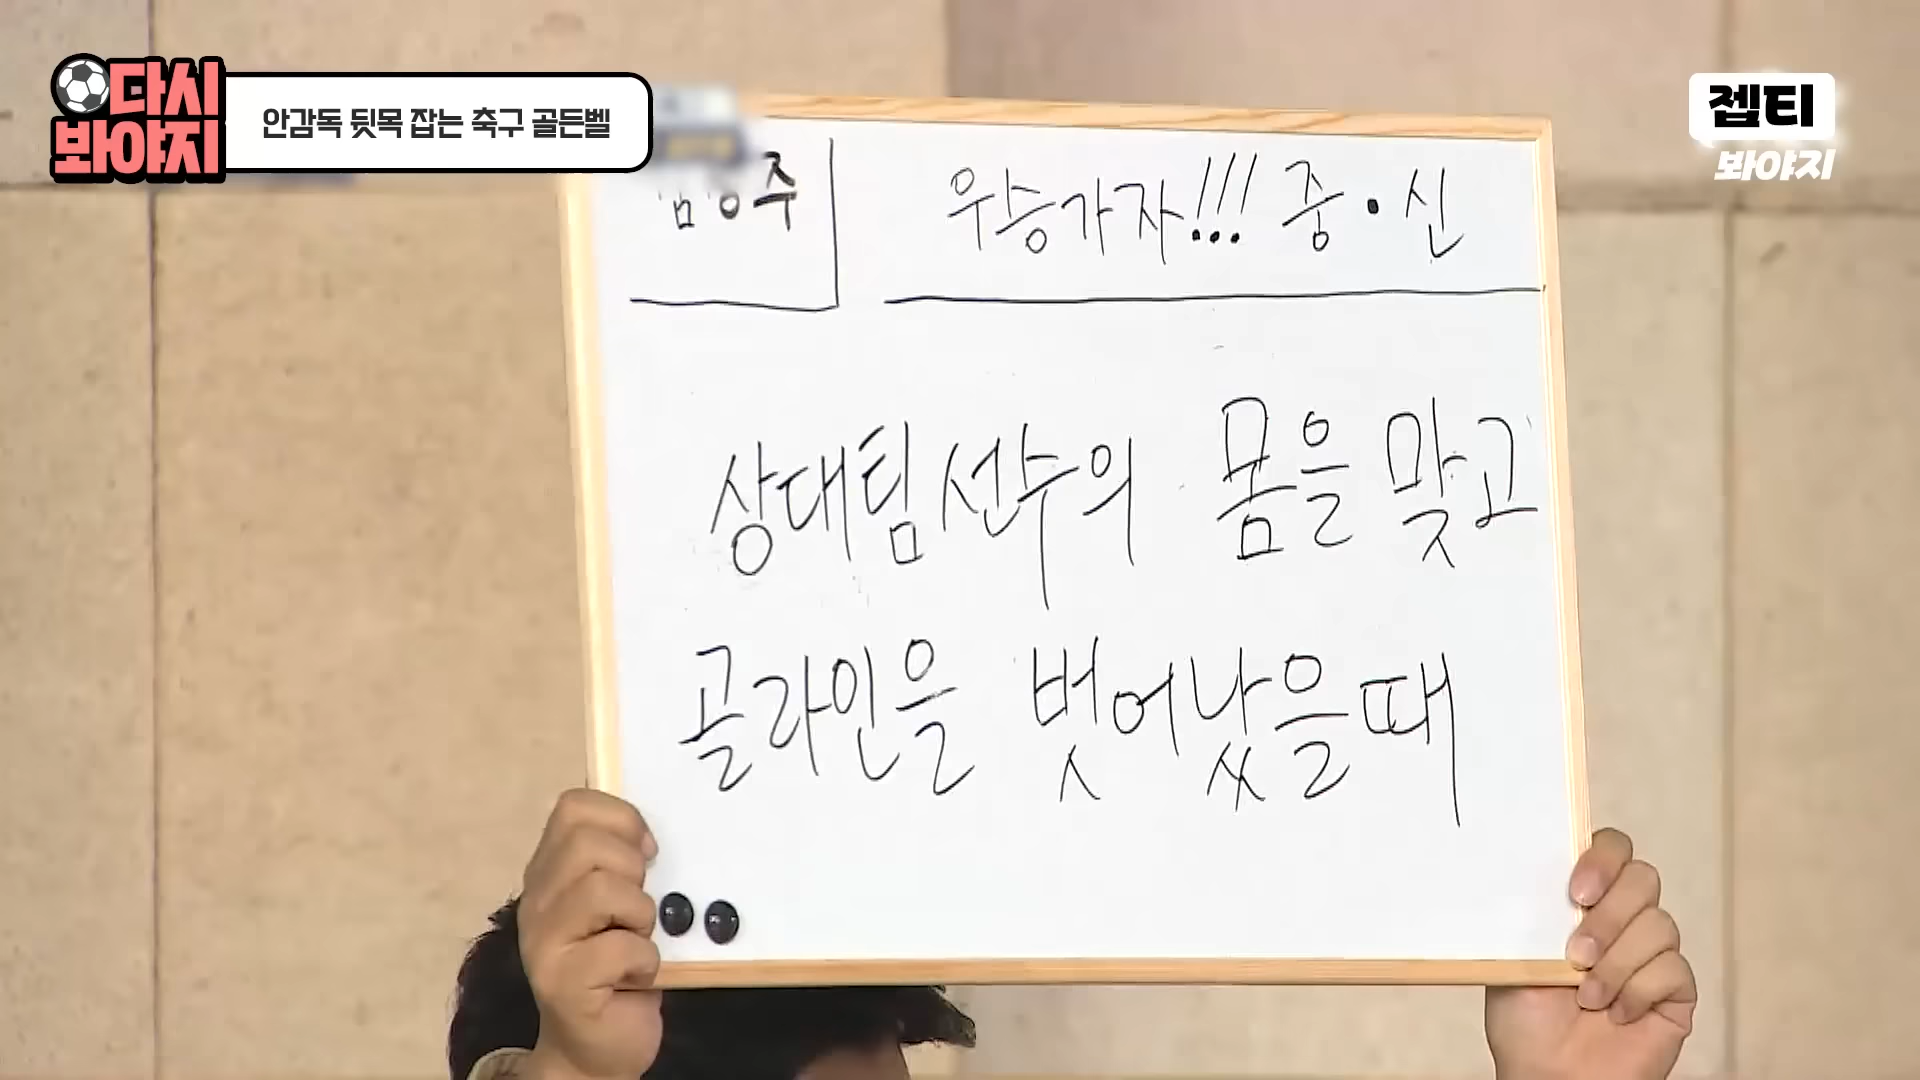 다시
봐야지
안감독 뒷목 잡는 축구 골든벨
젭티
봐야지
우승가자!!! 중·신
상대팀 선수의 몸을 맞고
골라인을 벗어났을때